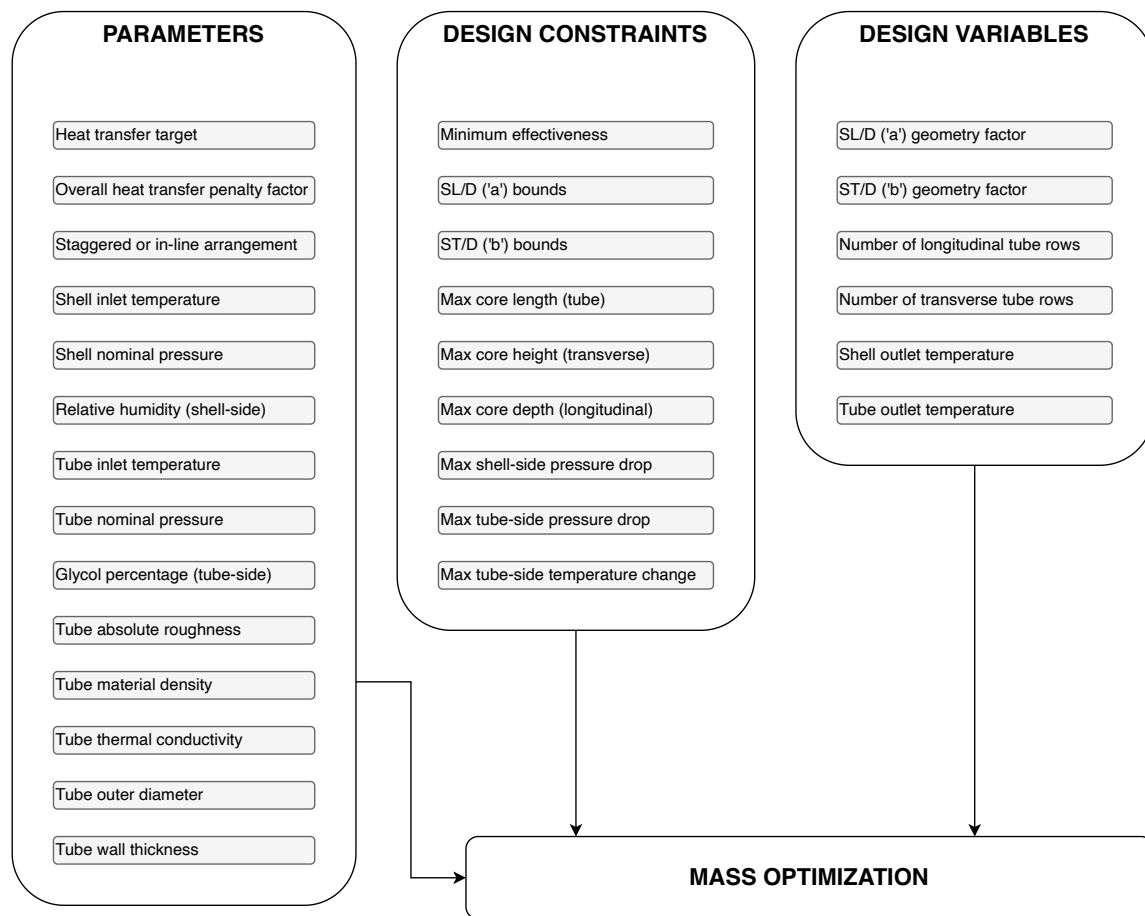 PARAMETERS
Heat transfer target
Overall heat transfer penalty factor
Staggered or in-line arrangement
Shell inlet temperature
Shell nominal pressure
Relative humidity (shell-side)
Tube inlet temperature
Tube nominal pressure
Glycol percentage (tube-side)
Tube absolute roughness
Tube material density
Tube thermal conductivity
Tube outer diameter
Tube wall thickness
DESIGN CONSTRAINTS
Minimum effectiveness
SL/D ('a') bounds
ST/D ('b') bounds
Max core length (tube)
Max core height (transverse)
Max core depth (longitudinal)
Max shell-side pressure drop
Max tube-side pressure drop
Max tube-side temperature change
DESIGN VARIABLES
SL/D ('a') geometry factor
ST/D ('b') geometry factor
Number of longitudinal tube rows
Number of transverse tube rows
Shell outlet temperature
Tube outlet temperature
MASS OPTIMIZATION